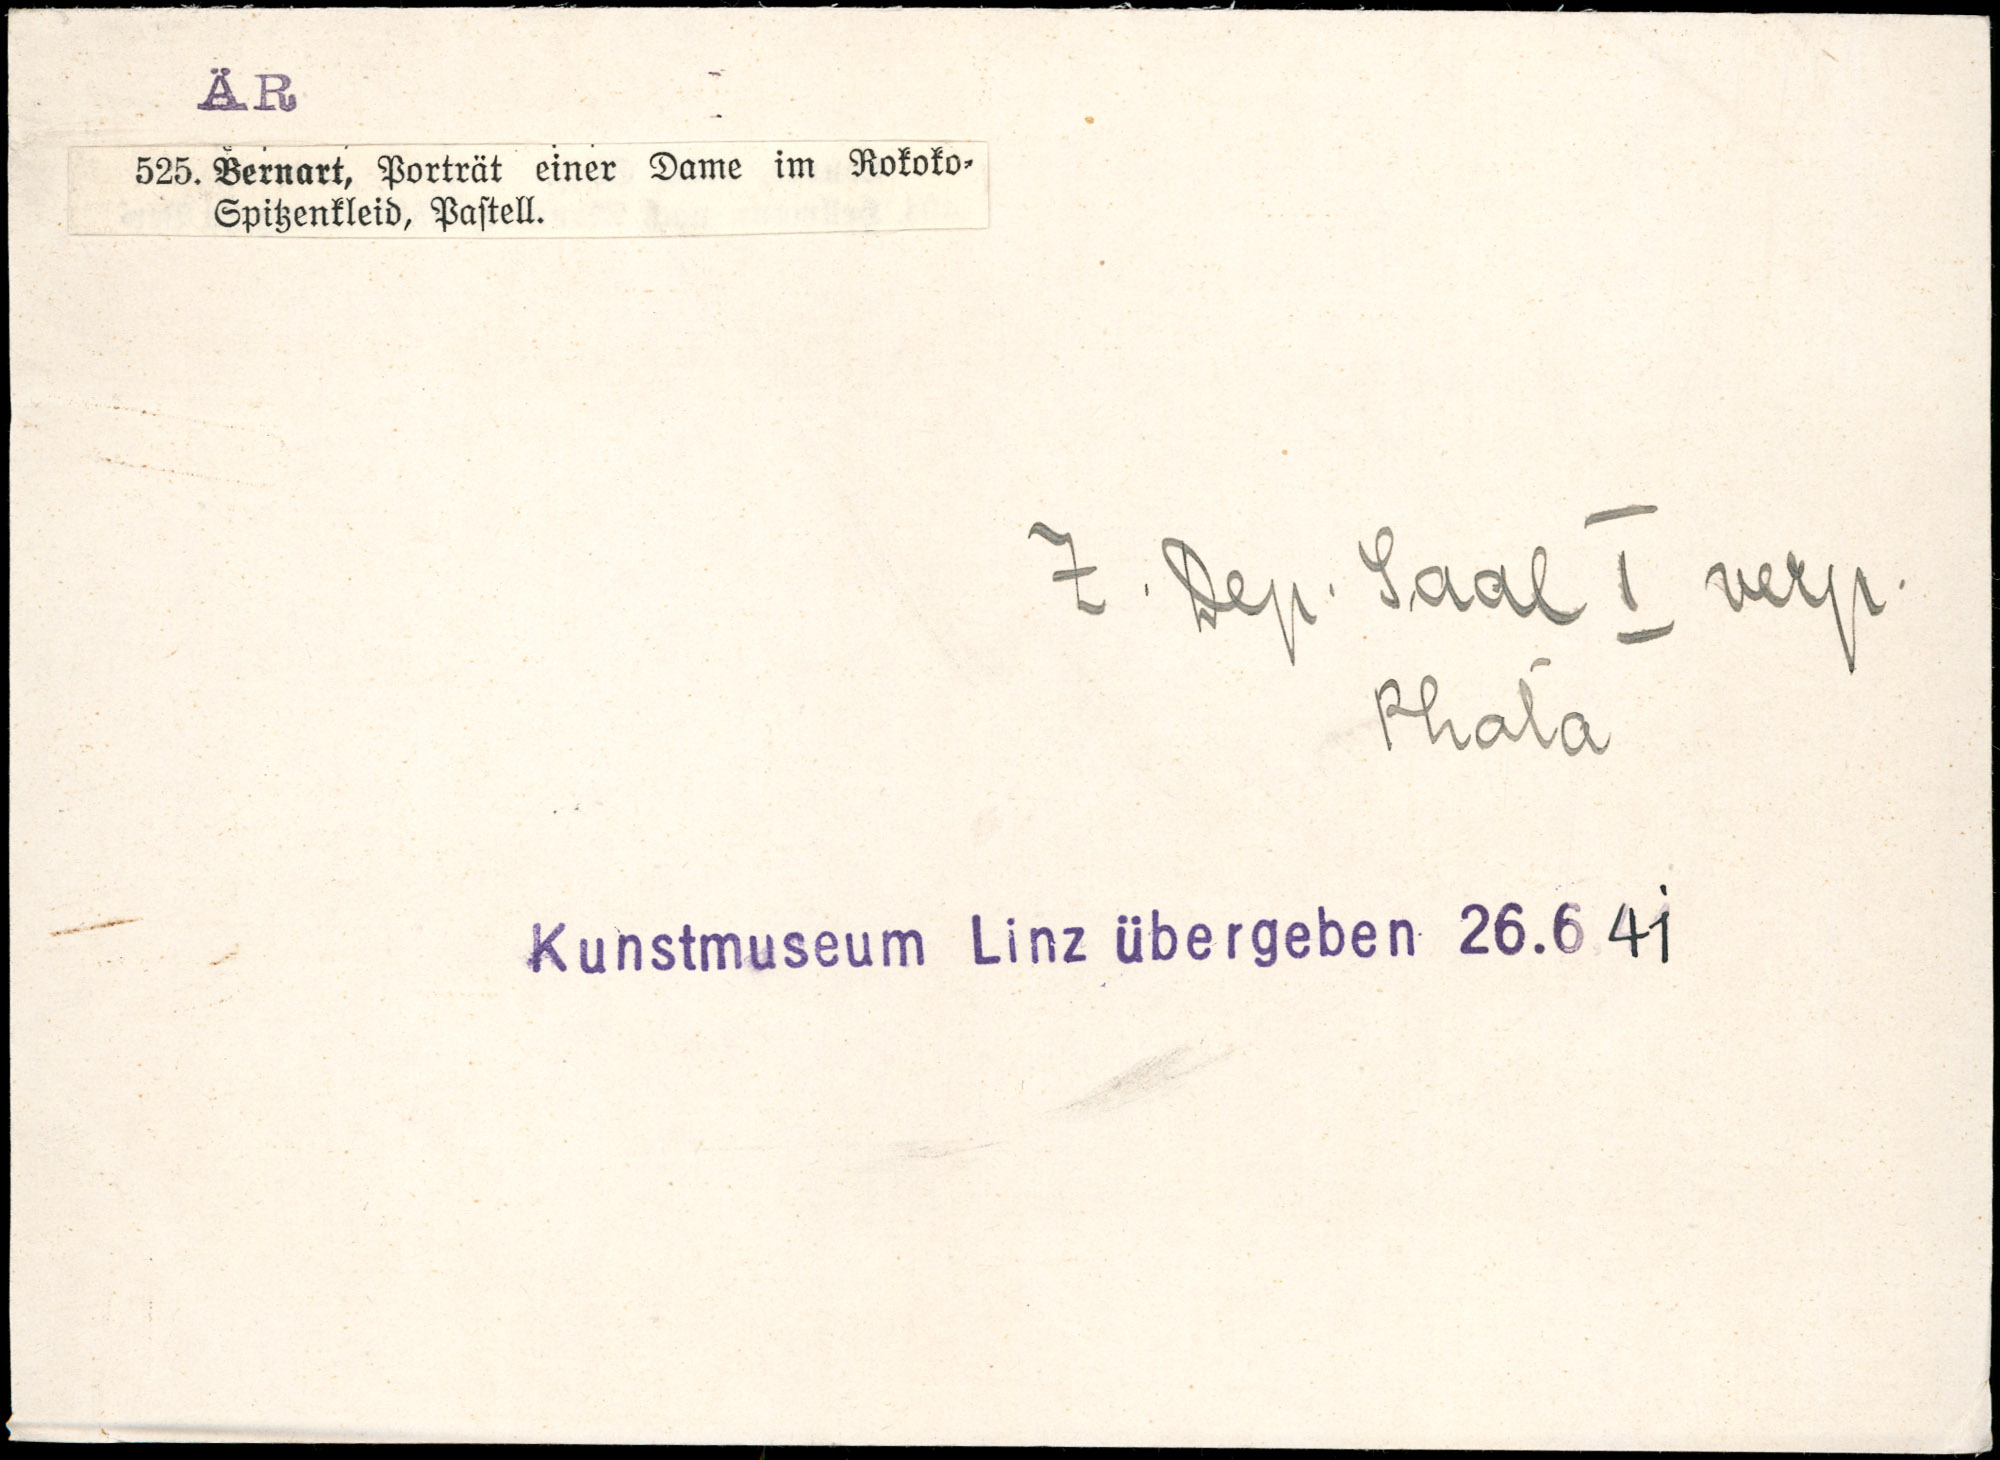 ÄR
525. Bernart, Porträt einer Dame im Rokoko-
Spitzenkleid, Pastell.
Z. Dep. Saal I verp.
Photo
Kunstmuseum Linz übergeben 26.6 41